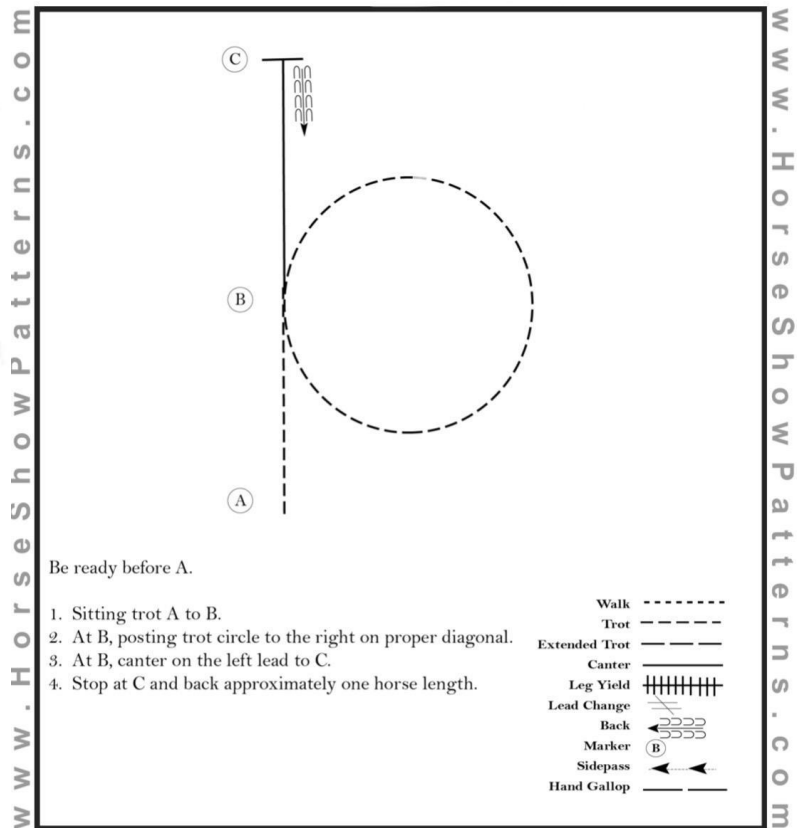 www.HorseShowPatterns.com
www.HorseShowPatterns.com
C
B
A
Be ready before A.
1. Sitting trot A to B.
2. At B, posting trot circle to the right on proper diagonal.
3. At B, canter on the left lead to C.
4. Stop at C and back approximately one horse length.
Walk
Trot
Extended Trot
Canter
Leg Yield
Lead Change
Back
Marker B
Sidepass
Hand Gallop